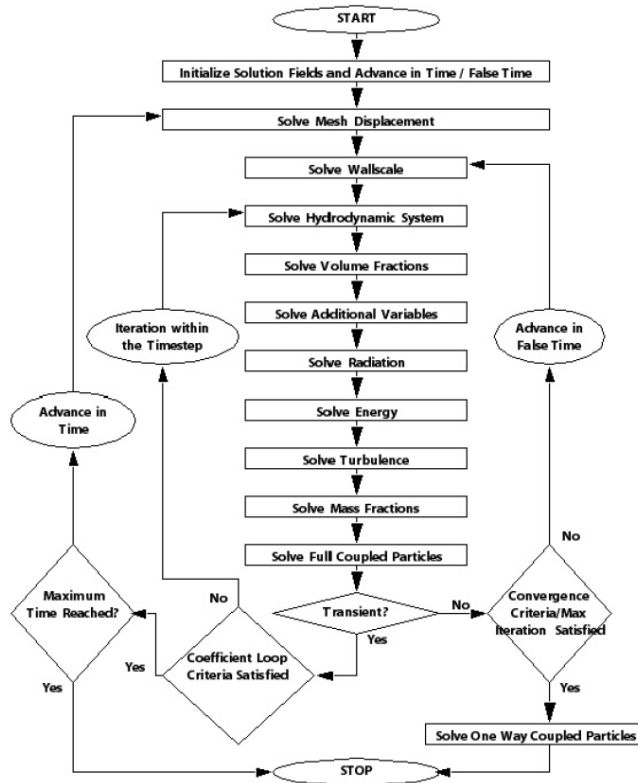 START
Initialize Solution Fields and Advance in Time / False Time
Solve Mesh Displacement
Solve Wallscale
Solve Hydrodynamic System
Solve Volume Fractions
Solve Additional Variables
Iteration within
the Timestep
Advance in
False Time
Solve Radiation
Solve Energy
Advance in
Time
Solve Turbulence
Solve Mass Fractions
Solve Full Coupled Particles
No
Maximum
Time Reached?
No
Transient?
No
Convergence
Criteria/Max
Iteration Satisfied
Yes
Coefficient Loop
Criteria Satisfied
Yes
Yes
Yes
Solve One Way Coupled Particles
STOP